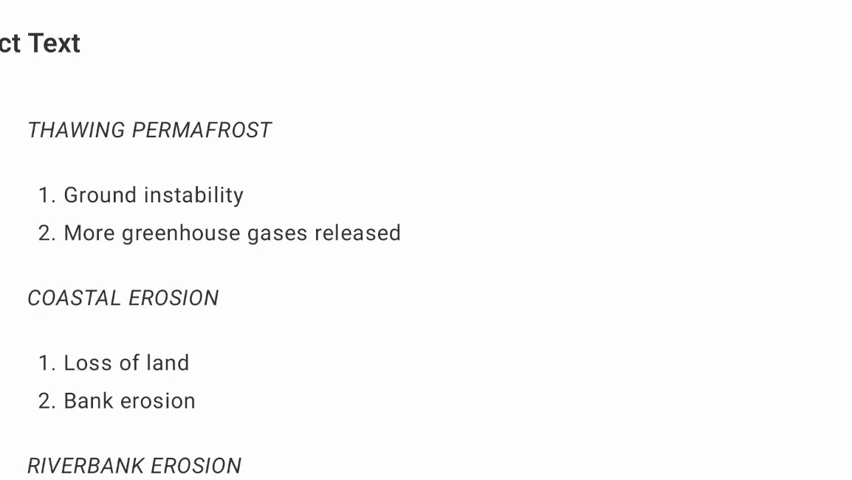 ct Text
THAWING PERMAFROST
1. Ground instability
2. More greenhouse gases released
COASTAL EROSION
1. Loss of land
2. Bank erosion
RIVERBANK EROSION